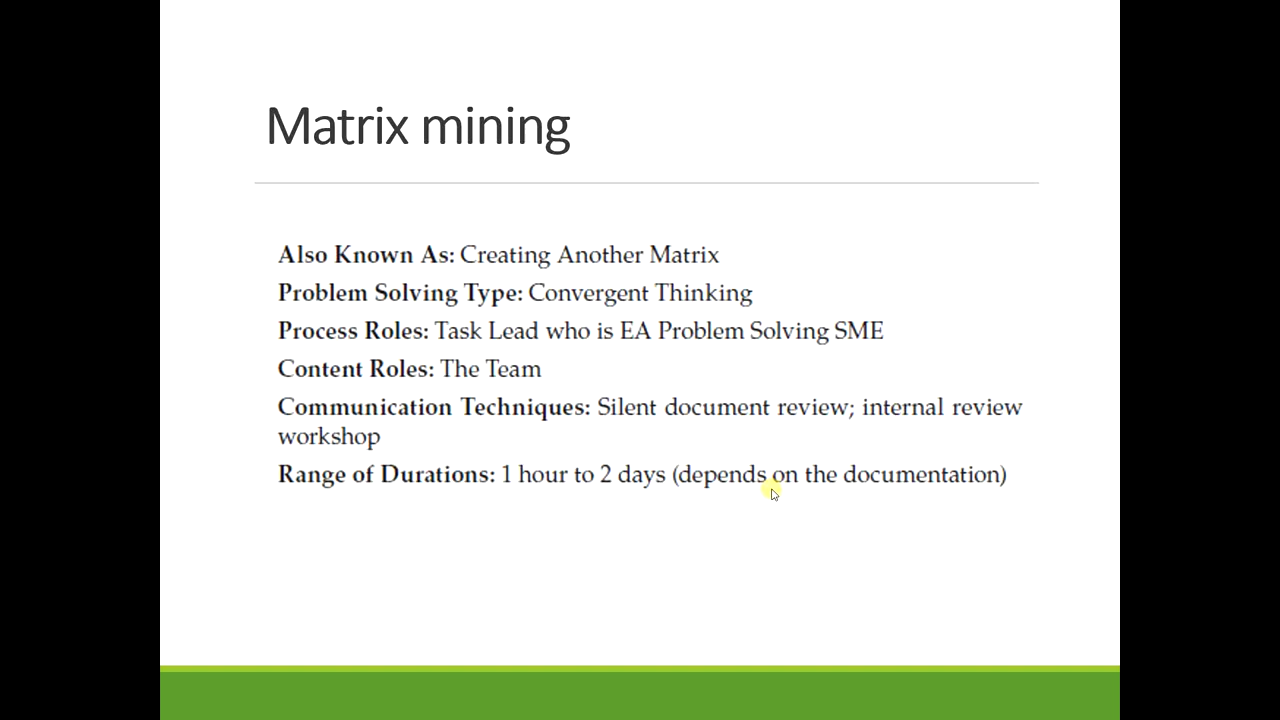 Matrix mining
Also Known As: Creating Another Matrix
Problem Solving Type: Convergent Thinking
Process Roles: Task Lead who is EA Problem Solving SME
Content Roles: The Team
Communication Techniques: Silent document review; internal review
workshop
Range of Durations: 1 hour to 2 days (depends on the documentation)